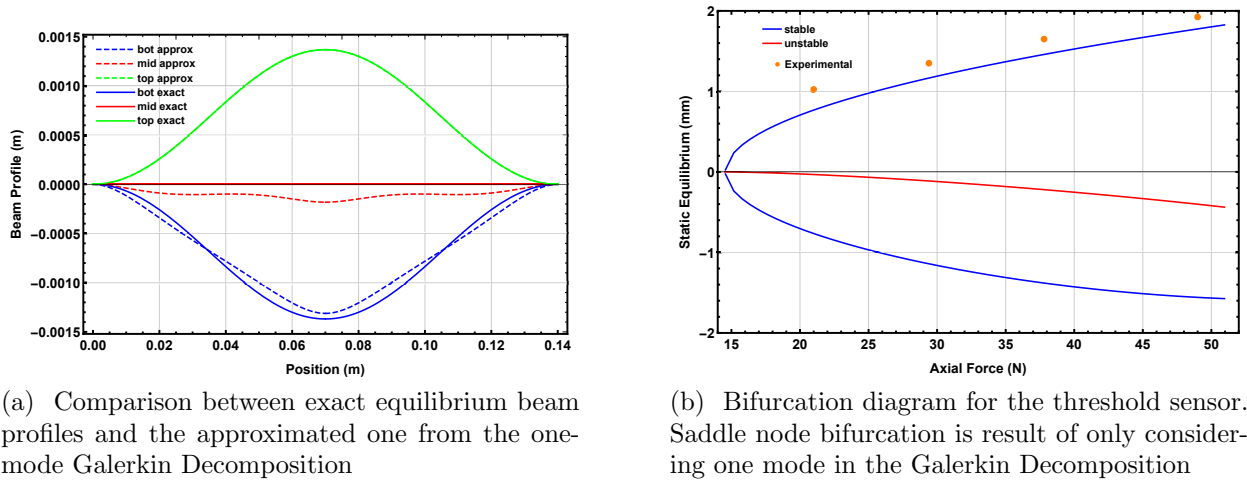 0.0015
0.0010
0.0005
0.0000
−0.0005
−0.0010
−0.0015
Beam Profile (m)
bot approx
mid approx
top approx
bot exact
mid exact
top exact
0.00 0.02 0.04 0.06 0.08 0.10 0.12 0.14
Position (m)
(a) Comparison between exact equilibrium beam
profiles and the approximated one from the one-
mode Galerkin Decomposition
2
1
0
−1
−2
Static Equilibrium (mm)
stable
unstable
Experimental
15 20 25 30 35 40 45 50
Axial Force (N)
(b) Bifurcation diagram for the threshold sensor.
Saddle node bifurcation is result of only consider-
ing one mode in the Galerkin Decomposition